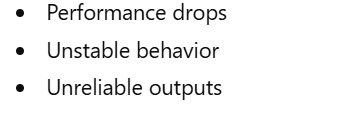 • Performance drops
• Unstable behavior
• Unreliable outputs